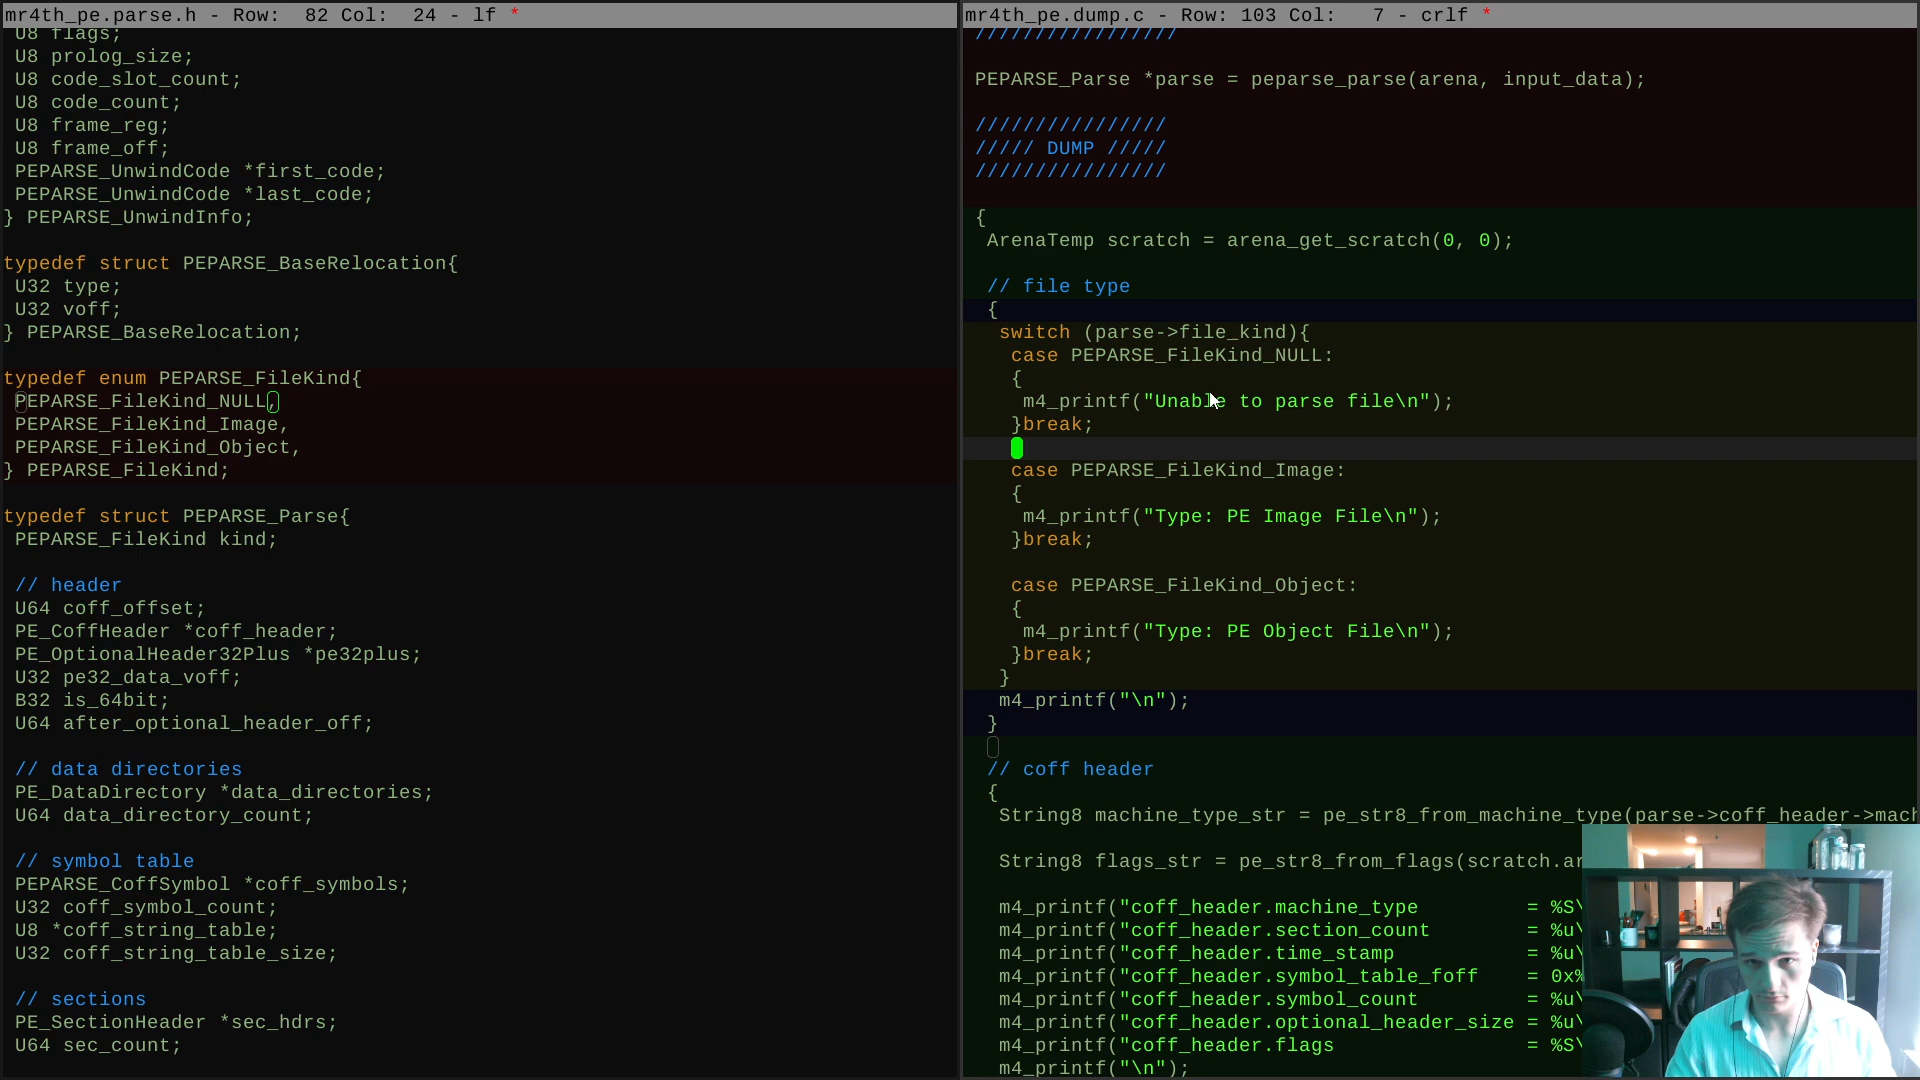 mr4th_pe.parse.h - Row:  82 Col:  24 - lf *
U8 flags;
U8 prolog_size;
U8 code_slot_count;
U8 code_count;
U8 frame_reg;
U8 frame_off;
PEPARSE_UnwindCode *first_code;
PEPARSE_UnwindCode *last_code;
} PEPARSE_UnwindInfo;
typedef struct PEPARSE_BaseRelocation{
U32 type;
U32 voff;
} PEPARSE_BaseRelocation;
typedef enum PEPARSE_FileKind{
PEPARSE_FileKind_NULL,
PEPARSE_FileKind_Image,
PEPARSE_FileKind_Object,
} PEPARSE_FileKind;
typedef struct PEPARSE_Parse{
PEPARSE_FileKind kind;
// header
U64 coff_offset;
PE_CoffHeader *coff_header;
PE_OptionalHeader32Plus *pe32plus;
U32 pe32_data_voff;
B32 is_64bit;
U64 after_optional_header_off;
// data directories
PE_DataDirectory *data_directories;
U64 data_directory_count;
// symbol table
PEPARSE_CoffSymbol *coff_symbols;
U32 coff_symbol_count;
U8 *coff_string_table;
U32 coff_string_table_size;
// sections
PE_SectionHeader *sec_hdrs;
U64 sec_count;
mr4th_pe.dump.c - Row: 103 Col:   7 - crlf *
/////////////////
PEPARSE_Parse *parse = peparse_parse(arena, input_data);
////////////////
///// DUMP /////
////////////////
{
ArenaTemp scratch = arena_get_scratch(0, 0);
// file type
{
switch (parse->file_kind){
case PEPARSE_FileKind_NULL:
{
m4_printf("Unable to parse file\n");
}break;
case PEPARSE_FileKind_Image:
{
m4_printf("Type: PE Image File\n");
}break;
case PEPARSE_FileKind_Object:
{
m4_printf("Type: PE Object File\n");
}break;
}
m4_printf("\n");
}
// coff header
{
String8 machine_type_str = pe_str8_from_machine_type(parse->coff_header->mach
String8 flags_str = pe_str8_from_flags(scratch.ar
m4_printf("coff_header.machine_type         = %S\
m4_printf("coff_header.section_count        = %u\
m4_printf("coff_header.time_stamp           = %u\
m4_printf("coff_header.symbol_table_foff    = 0x%
m4_printf("coff_header.symbol_count         = %u\
m4_printf("coff_header.optional_header_size = %u\
m4_printf("coff_header.flags                = %S\
m4_printf("\n");